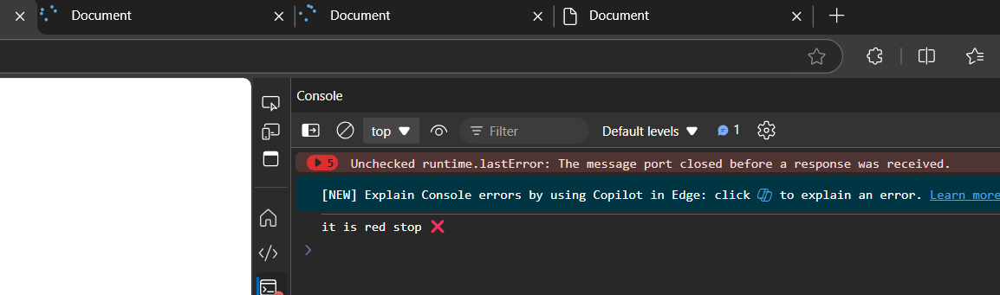 Document
Document
Document
Console
top
Filter
Default levels
1
5
Unchecked runtime.lastError: The message port closed before a response was received.
[NEW] Explain Console errors by using Copilot in Edge: click to explain an error. Learn more
it is red stop ❌